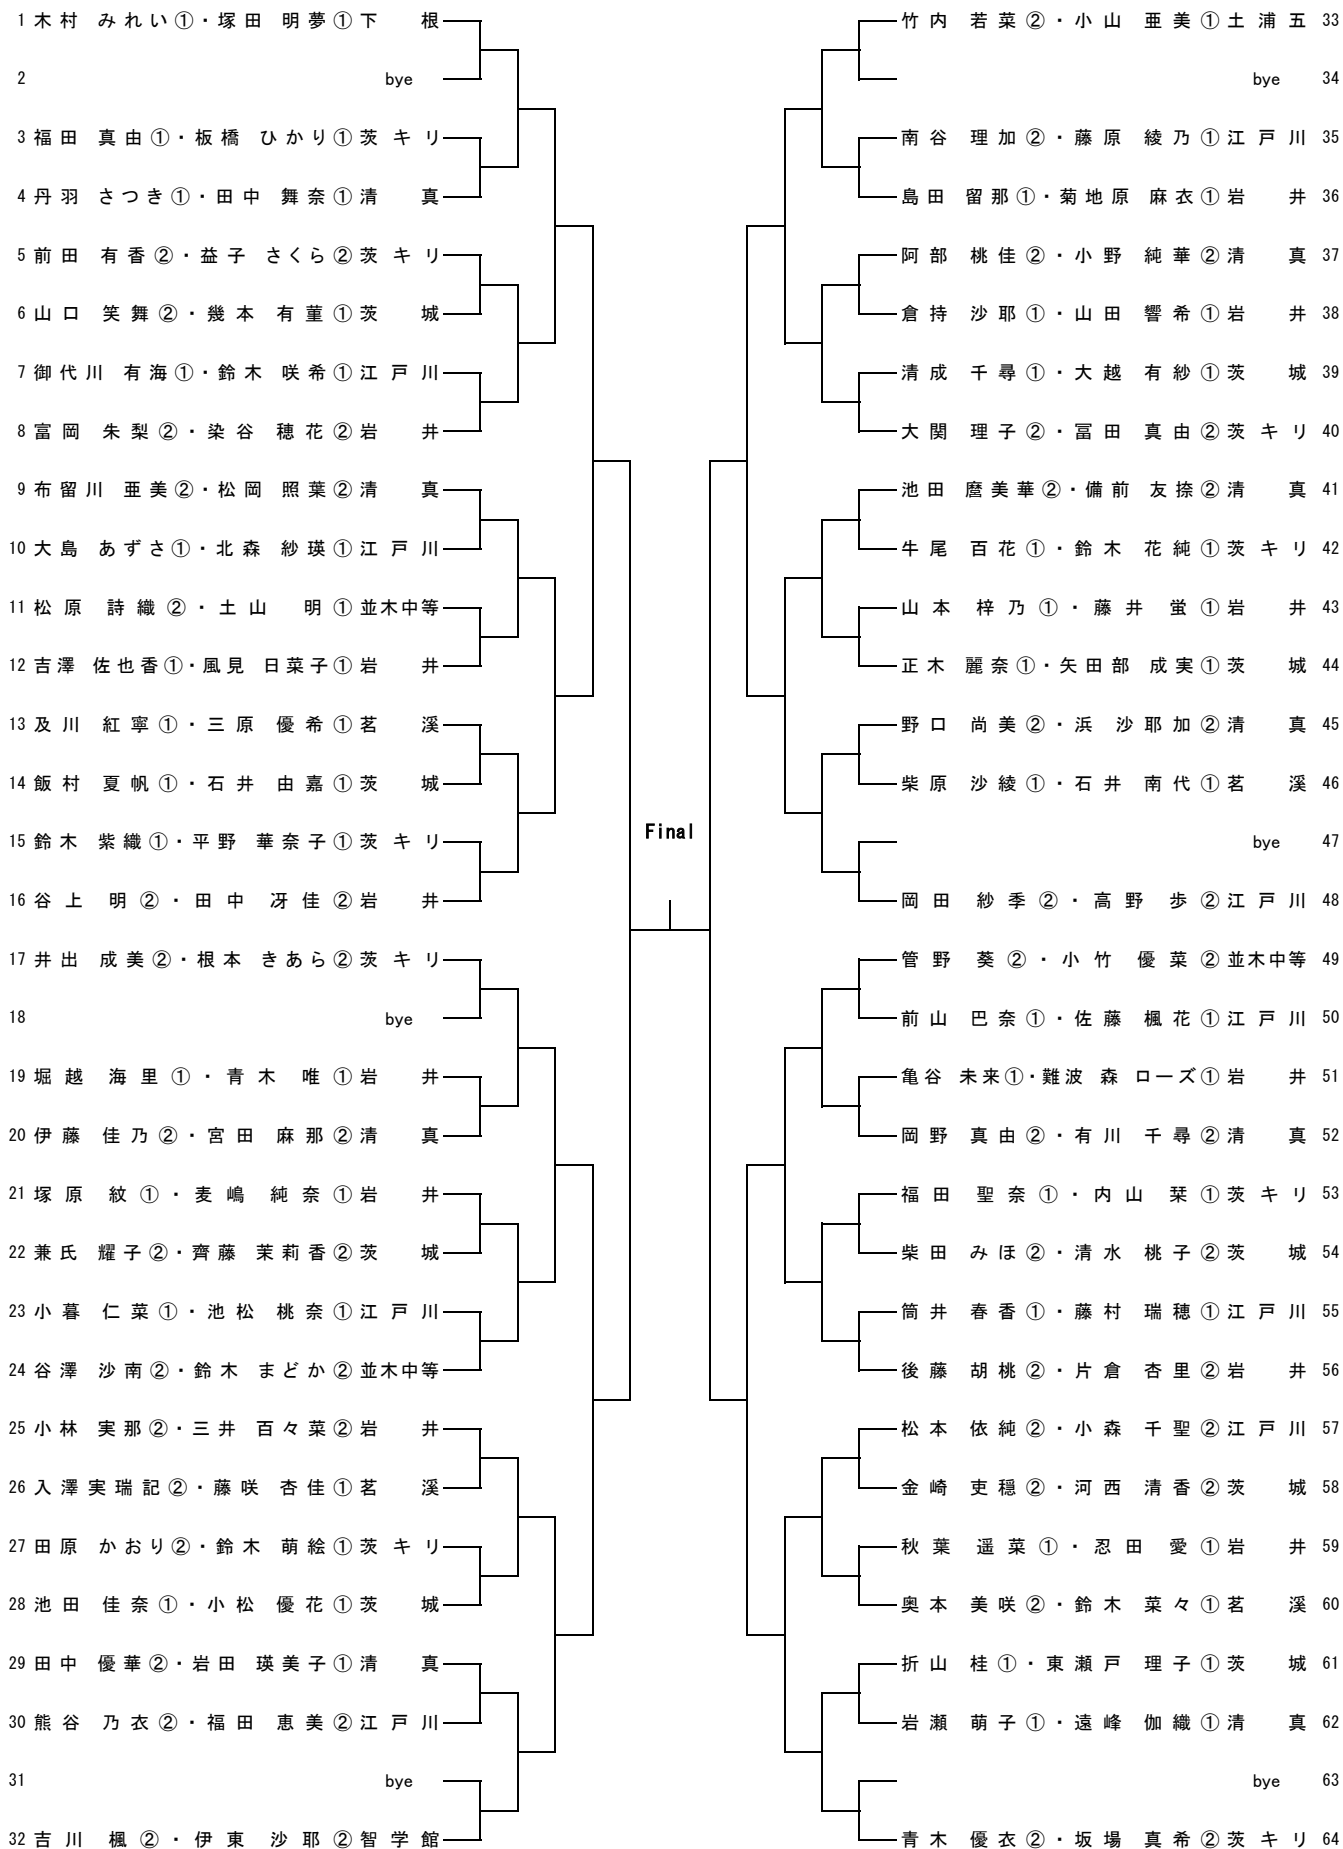 1 木村 みれい①・塚田 明夢① 下根
2 bye
3 福田 真由①・板橋 ひかり① 茨キリ
4 丹羽 さつき①・田中 舞奈① 清真
5 前田 有香②・益子 さくら② 茨キリ
6 山口 笑舞②・幾本 有菫① 茨城
7 御代川 有海①・鈴木 咲希① 江戸川
8 富岡 朱梨②・染谷 穂花② 岩井
9 布留川 亜美②・松岡 照葉② 清真
10 大島 あずさ①・北森 紗瑛① 江戸川
11 松原 詩織②・土山 明① 並木中等
12 吉澤 佐也香①・風見 日菜子① 岩井
13 及川 紅寧①・三原 優希① 茗溪
14 飯村 夏帆①・石井 由嘉① 茨城
15 鈴木 紫織①・平野 華奈子① 茨キリ
16 谷上 明②・田中 冴佳② 岩井
17 井出 成美②・根本 きあら② 茨キリ
18 bye
19 堀越 海里①・青木 唯① 岩井
20 伊藤 佳乃②・宮田 麻那② 清真
21 塚原 紋①・麦嶋 純奈① 岩井
22 兼氏 耀子②・齊藤 茉莉香② 茨城
23 小暮 仁菜①・池松 桃奈① 江戸川
24 谷澤 沙南②・鈴木 まどか② 並木中等
25 小林 実那②・三井 百々菜② 岩井
26 入澤実瑞記②・藤咲 杏佳① 茗溪
27 田原 かおり②・鈴木 萌絵① 茨キリ
28 池田 佳奈①・小松 優花① 茨城
29 田中 優華②・岩田 瑛美子① 清真
30 熊谷 乃衣②・福田 恵美② 江戸川
31 bye
32 吉川 楓②・伊東 沙耶② 智学館
Final
竹内 若菜②・小山 亜美① 土浦五 33
bye 34
南谷 理加②・藤原 綾乃① 江戸川 35
島田 留那①・菊地原 麻衣① 岩井 36
阿部 桃佳②・小野 純華② 清真 37
倉持 沙耶①・山田 響希① 岩井 38
清成 千尋①・大越 有紗① 茨城 39
大関 理子②・冨田 真由② 茨キリ 40
池田 麿美華②・備前 友捺② 清真 41
牛尾 百花①・鈴木 花純① 茨キリ 42
山本 梓乃①・藤井 蛍① 岩井 43
正木 麗奈①・矢田部 成実① 茨城 44
野口 尚美②・浜 沙耶加② 清真 45
柴原 沙綾①・石井 南代① 茗溪 46
bye 47
岡田 紗季②・高野 歩② 江戸川 48
管野 葵②・小竹 優菜② 並木中等 49
前山 巴奈①・佐藤 楓花① 江戸川 50
亀谷 未来①・難波 森 ローズ① 岩井 51
岡野 真由②・有川 千尋② 清真 52
福田 聖奈①・内山 栞① 茨キリ 53
柴田 みほ②・清水 桃子② 茨城 54
筒井 春香①・藤村 瑞穂① 江戸川 55
後藤 胡桃②・片倉 杏里② 岩井 56
松本 依純②・小森 千聖② 江戸川 57
金崎 吏穏②・河西 清香② 茨城 58
秋葉 遥菜①・忍田 愛① 岩井 59
奥本 美咲②・鈴木 菜々① 茗溪 60
折山 桂①・東瀬戸 理子① 茨城 61
岩瀬 萌子①・遠峰 伽織① 清真 62
bye 63
青木 優衣②・坂場 真希② 茨キリ 64